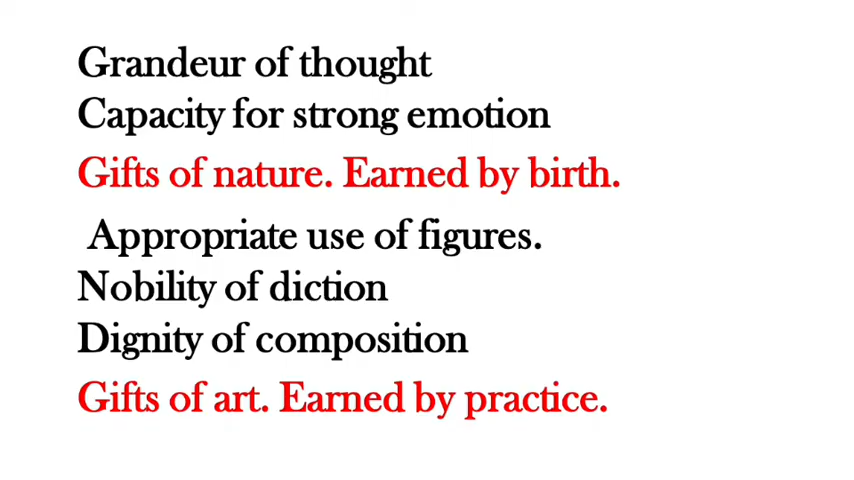 Grandeur of thought
Capacity for strong emotion
Gifts of nature. Earned by birth.
Appropriate use of figures.
Nobility of diction
Dignity of composition
Gifts of art. Earned by practice.